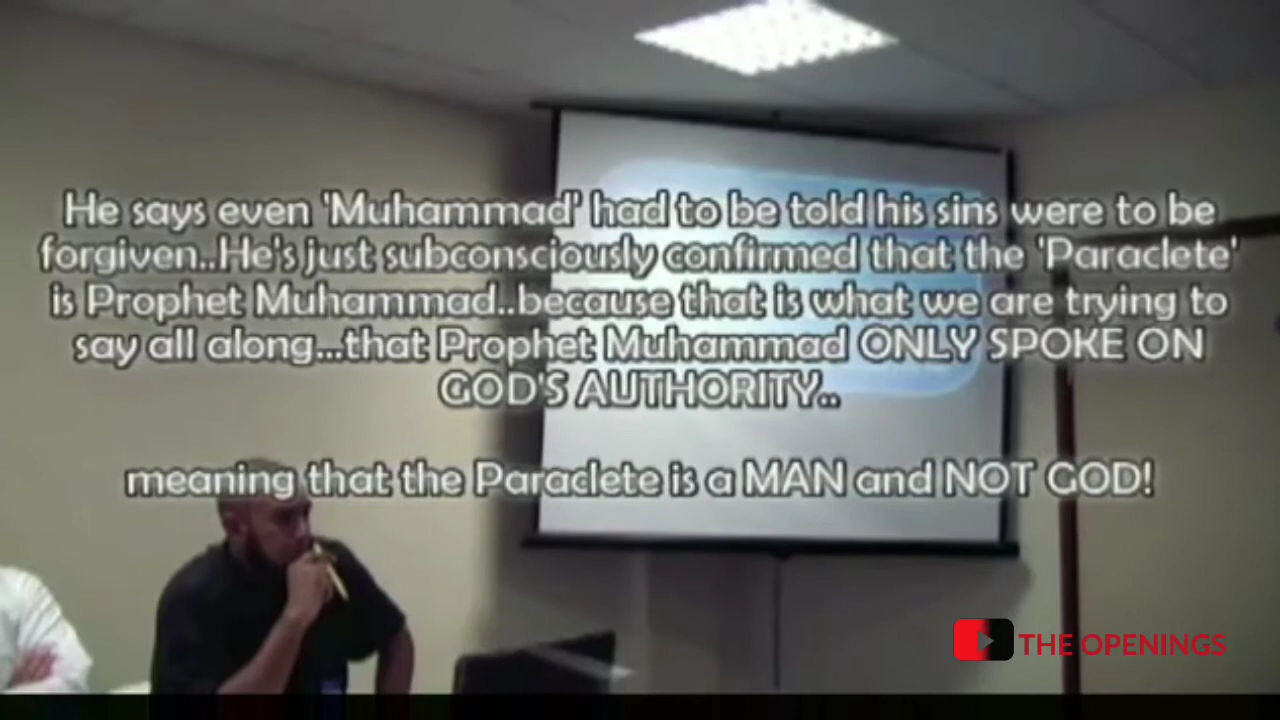 He says even 'Muhammad' had to be told his sins were to be
forgiven..He's just subconsciously confirmed that the 'Paraclete'
is Prophet Muhammad..because that is what we are trying to
say all along...that Prophet Muhammad ONLY SPOKE ON
GOD'S AUTHORITY..
meaning that the Paraclete is a MAN and NOT GOD!
THE OPENINGS